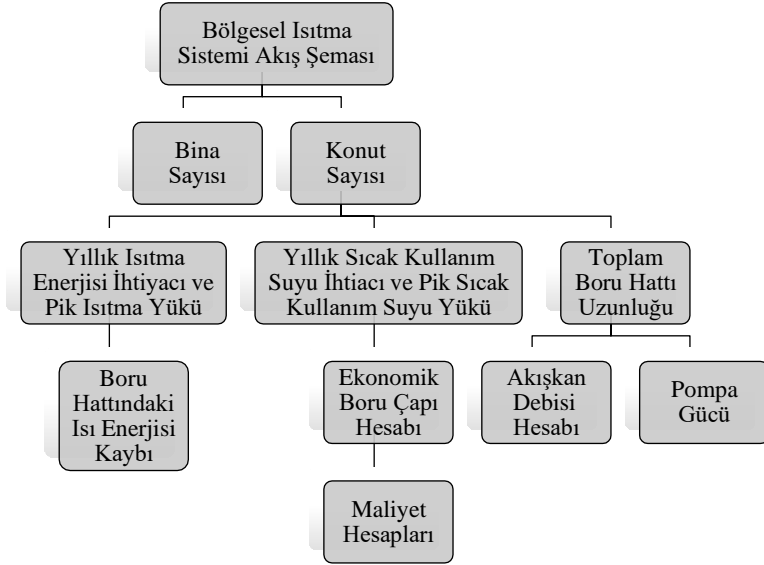 Bölgesel Isıtma
Sistemi Akış Şeması
Bina
Sayısı
Konut
Sayısı
Yıllık Isıtma
Enerjisi İhtiyacı ve
Pik Isıtma Yükü
Yıllık Sıcak Kullanım
Suyu İhtiacı ve Pik Sıcak
Kullanım Suyu Yükü
Toplam
Boru Hattı
Uzunluğu
Boru
Hattındaki
Isı Enerjisi
Kaybı
Ekonomik
Boru Çapı
Hesabı
Akışkan
Debisi
Hesabı
Pompa
Gücü
Maliyet
Hesapları